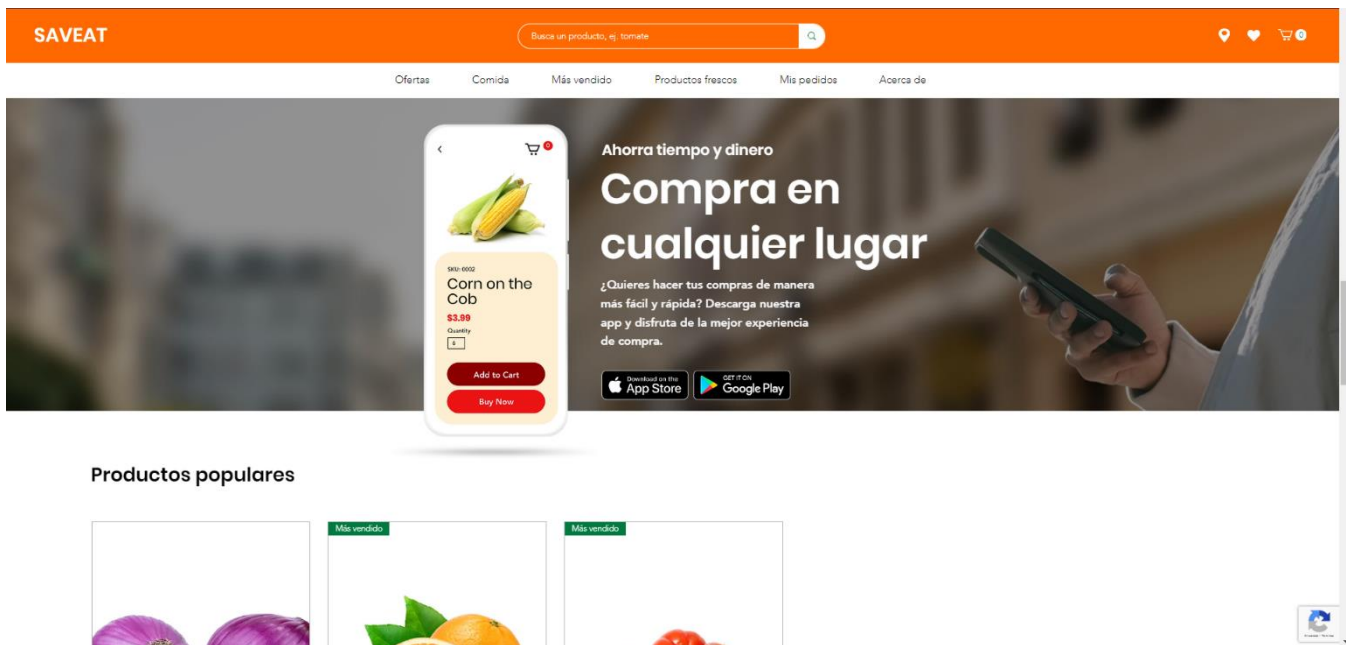 SAVEAT
Busca un producto, ej. tomate
0
Ofertas Comida Más vendido Productos frescos Mis pedidos Acerca de
0
SKU: 0002
Corn on the
Cob
$3.99
Quantity
6
Add to Cart
Buy Now
Ahorra tiempo y dinero
Compra en
cualquier lugar
¿Quieres hacer tus compras de manera
más fácil y rápida? Descarga nuestra
app y disfruta de la mejor experiencia
de compra.
Download on the
App Store
GET IT ON
Google Play
Productos populares
Más vendido
Más vendido